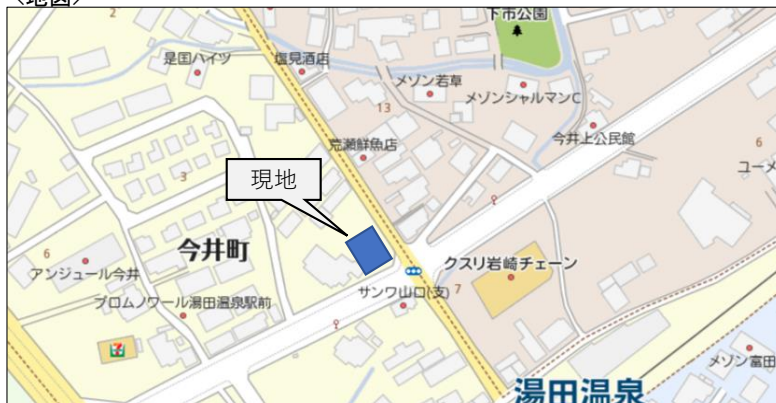 〈地図〉
下市公園
2
是国ハイツ
塩見酒店
メゾン若草
メゾンシャルマンC
13
荒瀬鮮魚店
今井上公民館
6
ユーメ
現地
3
今井町
6
アンジュール今井
クスリ岩崎チェーン
サンワ山口(支)
7
プロムノワール湯田温泉駅前
7
メゾン富田
湯田温泉